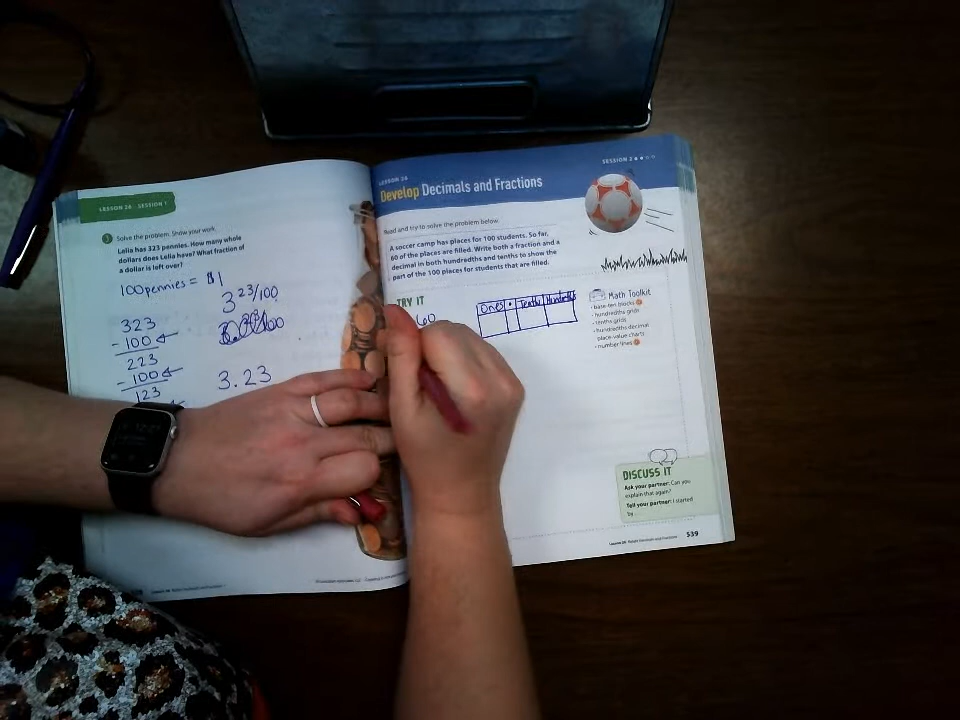 LESSON 26 SESSION 1
3 Solve the problem. Show your work.
Lelia has 323 pennies. How many whole
dollars does Lelia have? What fraction of
a dollar is left over?
100 pennies = $1
3 23/100
323
- 100
223
- 100
123
3.23
LESSON 26
SESSION 2
Develop Decimals and Fractions
Read and try to solve the problem below.
A soccer camp has places for 100 students. So far,
60 of the places are filled. Write both a fraction and a
decimal in both hundredths and tenths to show the
part of the 100 places for students that are filled.
TRY IT
60
Ones . Tenths Hundredths
Math Toolkit
• base-ten blocks
• hundredths grids
• tenths grids
• hundredths decimal
place-value charts
• number lines
DISCUSS IT
Ask your partner: Can you
explain that again?
Tell your partner: I started
by ...
Lesson 26
539